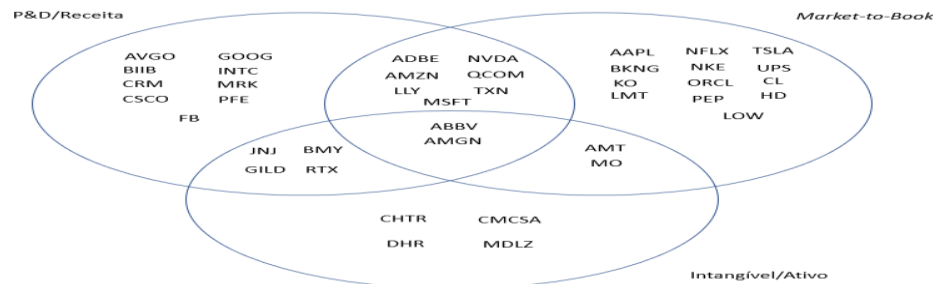 P&D/Receita
Market-to-Book
AVGO GOOG
BIIB INTC
CRM MRK
CSCO PFE
FB
ADBE NVDA
AMZN QCOM
LLY TXN
MSFT
AAPL NFLX TSLA
BKNG NKE UPS
KO ORCL CL
LMT PEP HD
LOW
ABBV
AMGN
JNJ BMY
GILD RTX
AMT
MO
CHTR CMCSA
DHR MDLZ
Intangível/Ativo